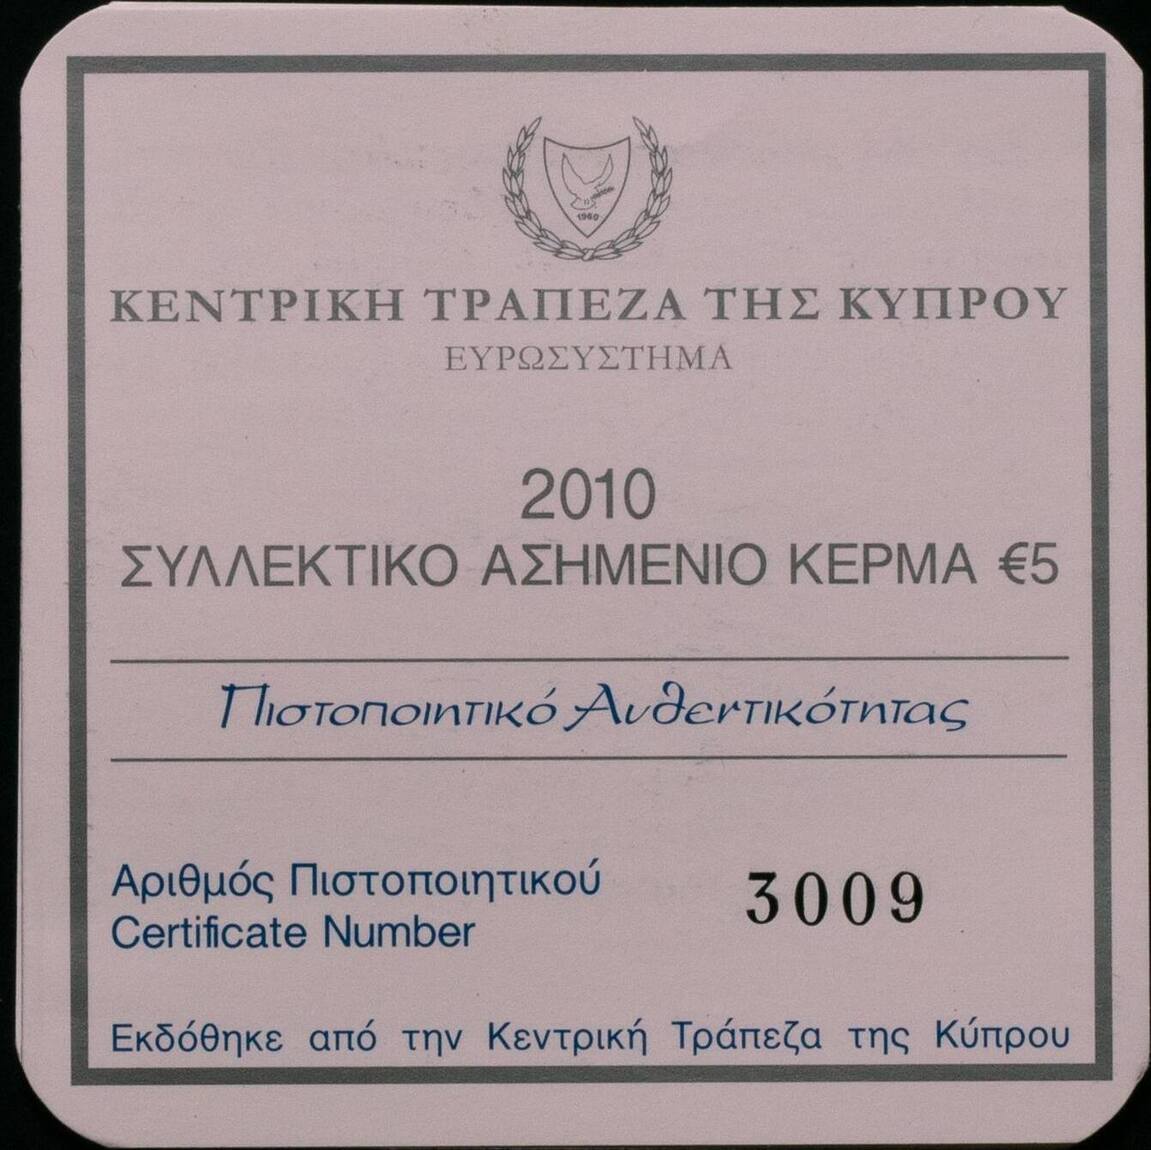 1960
ΚΕΝΤΡΙΚΗ ΤΡΑΠΕΖΑ ΤΗΣ ΚΥΠΡΟΥ
ΕΥΡΩΣΥΣΤΗΜΑ
2010
ΣΥΛΛΕΚΤΙΚΟ ΑΣΗΜΕΝΙΟ ΚΕΡΜΑ €5
Πιστοποιητικό Αυθεντικότητας
Αριθμός Πιστοποιητικού
Certificate Number
3009
Εκδόθηκε από την Κεντρική Τράπεζα της Κύπρου